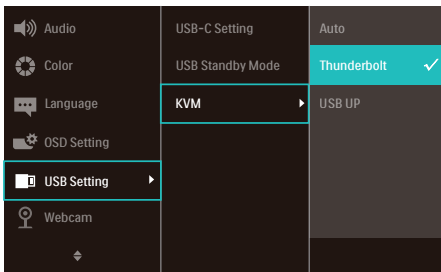 Audio
Color
Language
OSD Setting
USB Setting
Webcam
USB-C Setting
USB Standby Mode
KVM
Auto
Thunderbolt
USB UP